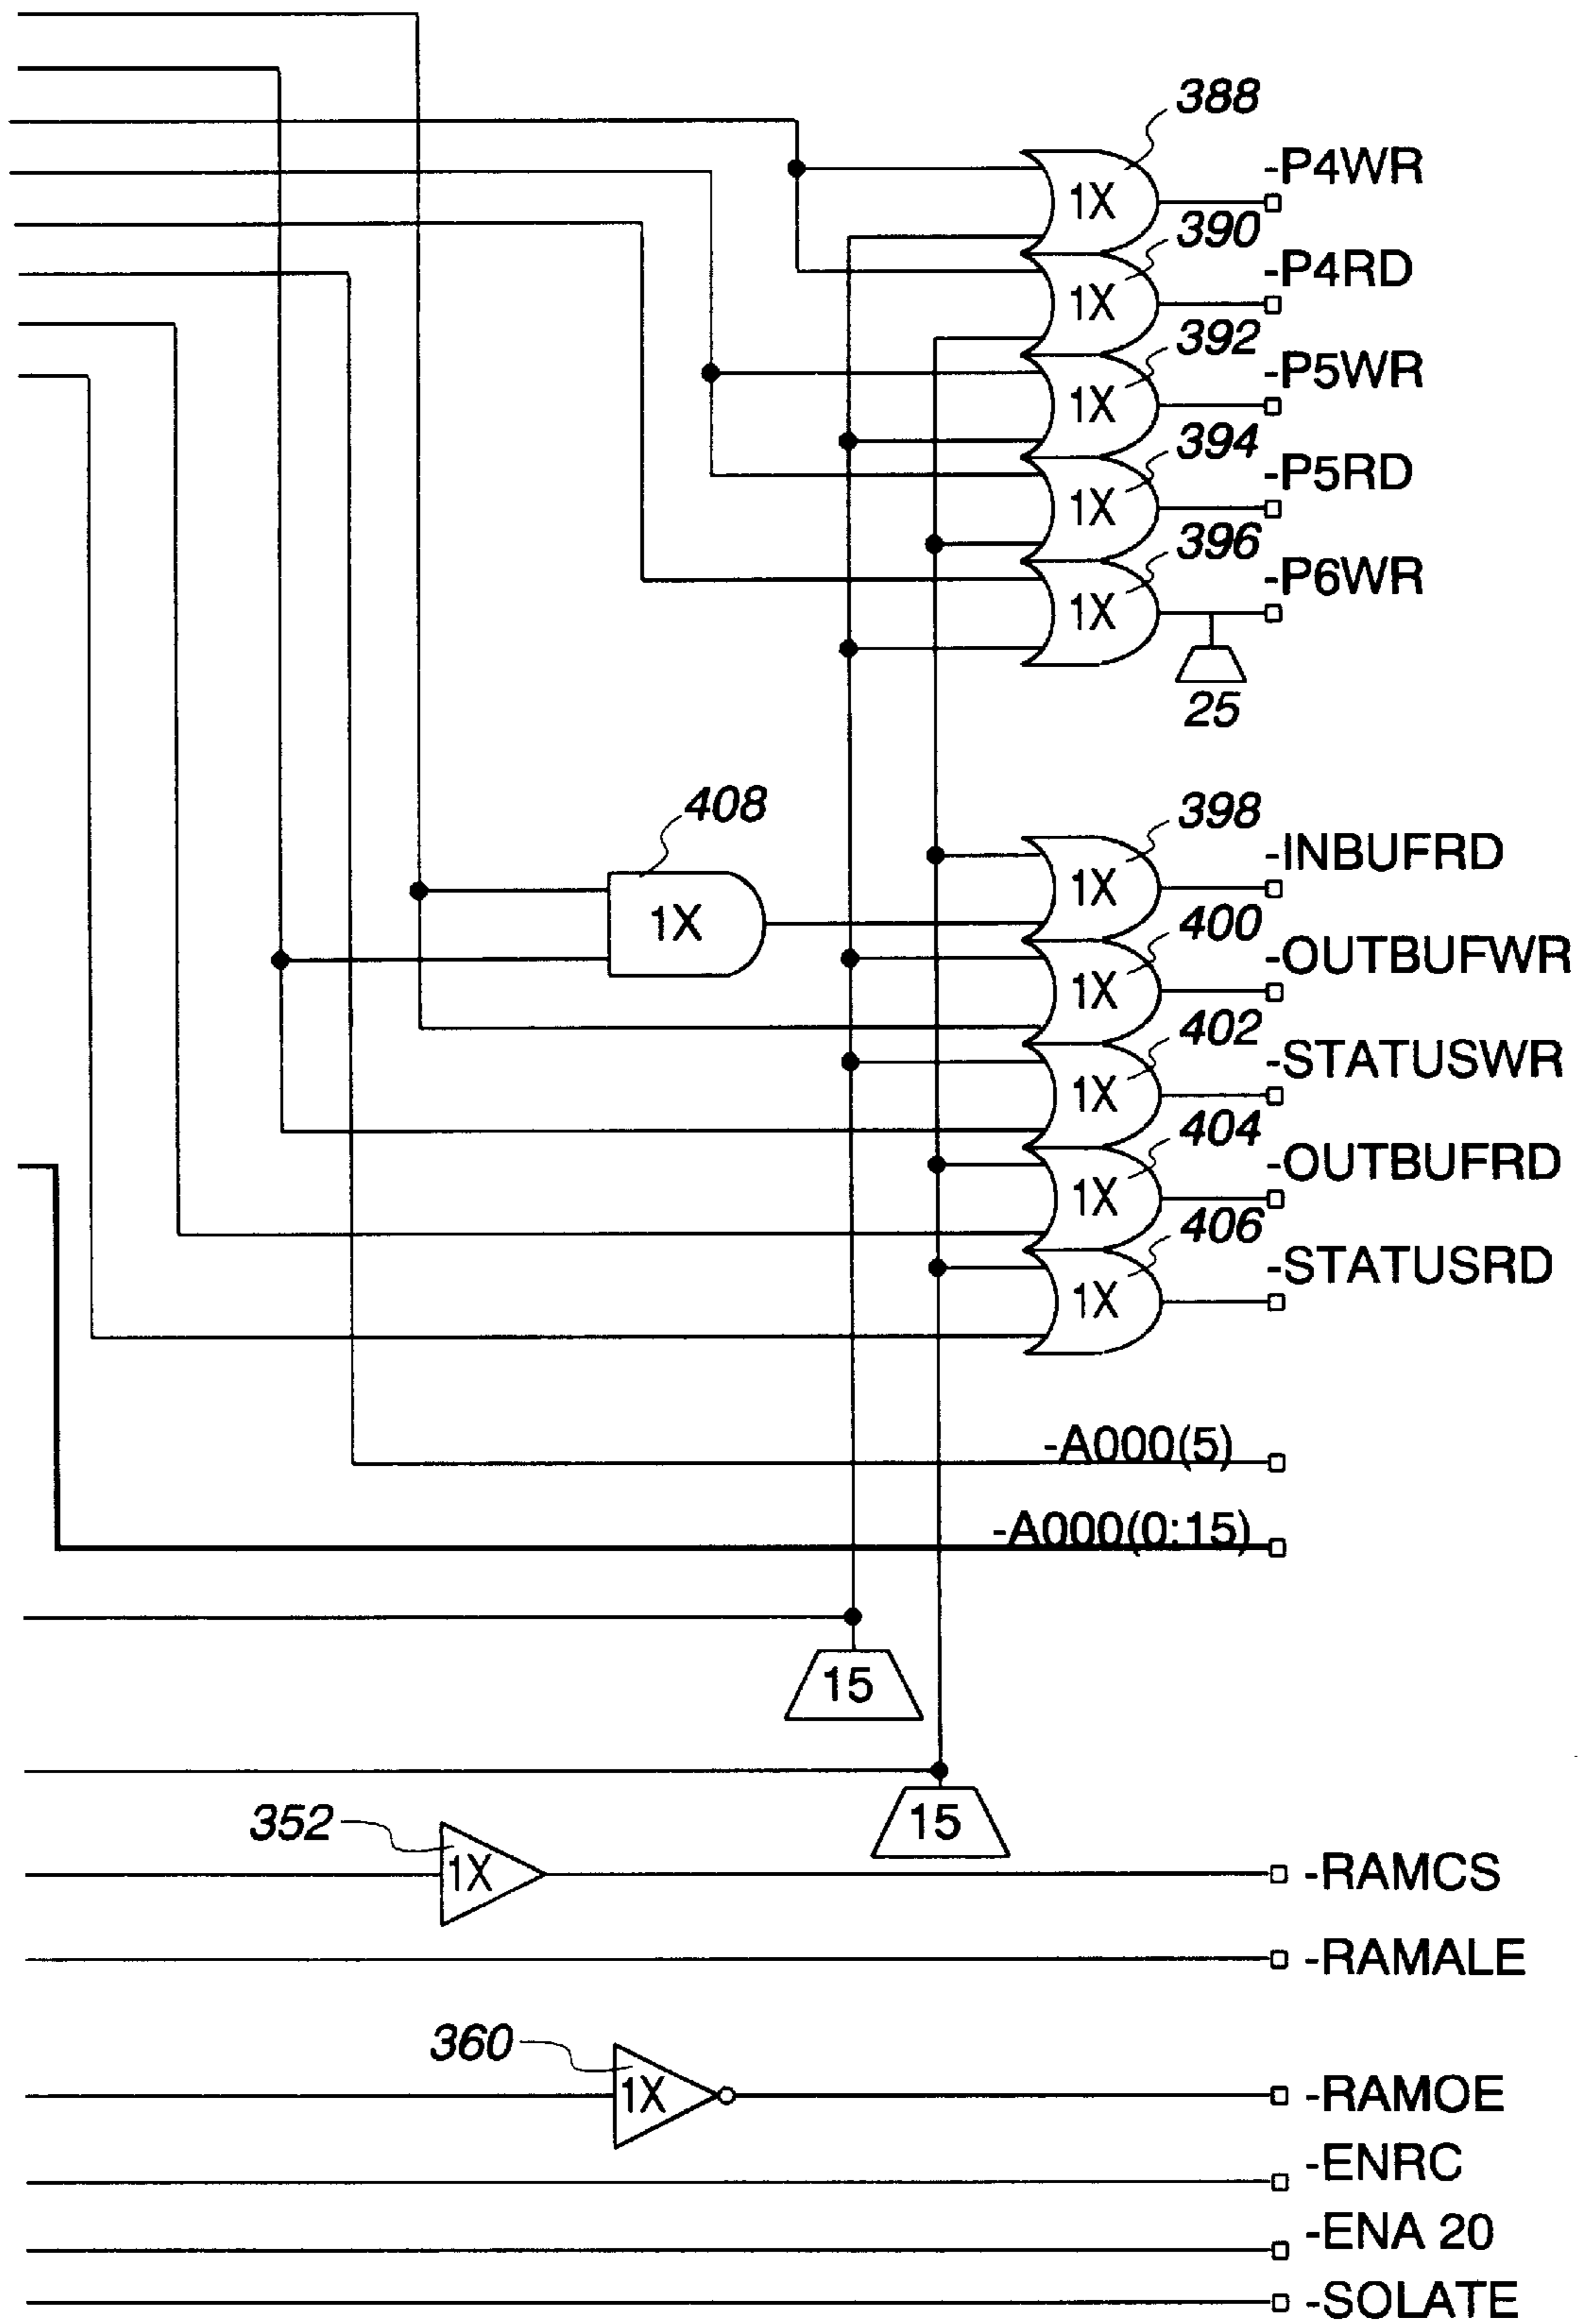 388
-P4WR
1X
390
-P4RD
1X
392
-P5WR
1X
394
-P5RD
1X
396
-P6WR
1X
25
408
398
-INBUFRD
1X
1X
400
-OUTBUFWR
1X
402
-STATUSWR
1X
404
-OUTBUFRD
1X
406
-STATUSRD
1X
-A000(5)
-A000(0:15)
15
352
15
1X
-RAMCS
-RAMALE
360
1X
-RAMOE
-ENRC
-ENA 20
-SOLATE